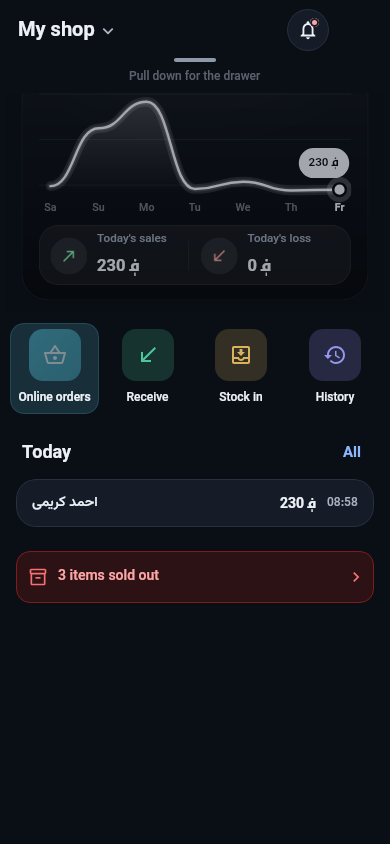 My shop
Pull down for the drawer
230 ؋
Sa Su Mo Tu We Th Fr
Today's sales
230 ؋
Today's loss
0 ؋
Online orders
Receive
Stock in
History
Today
All
احمد کریمی
230 ؋
08:58
3 items sold out